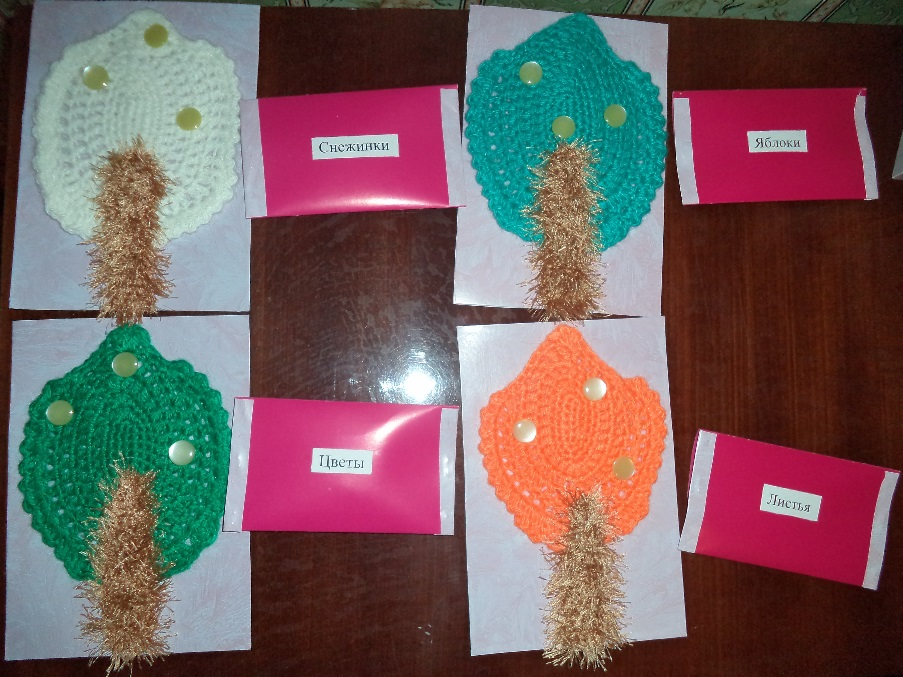 Снежинки
Яблоки
Цветы
Листья